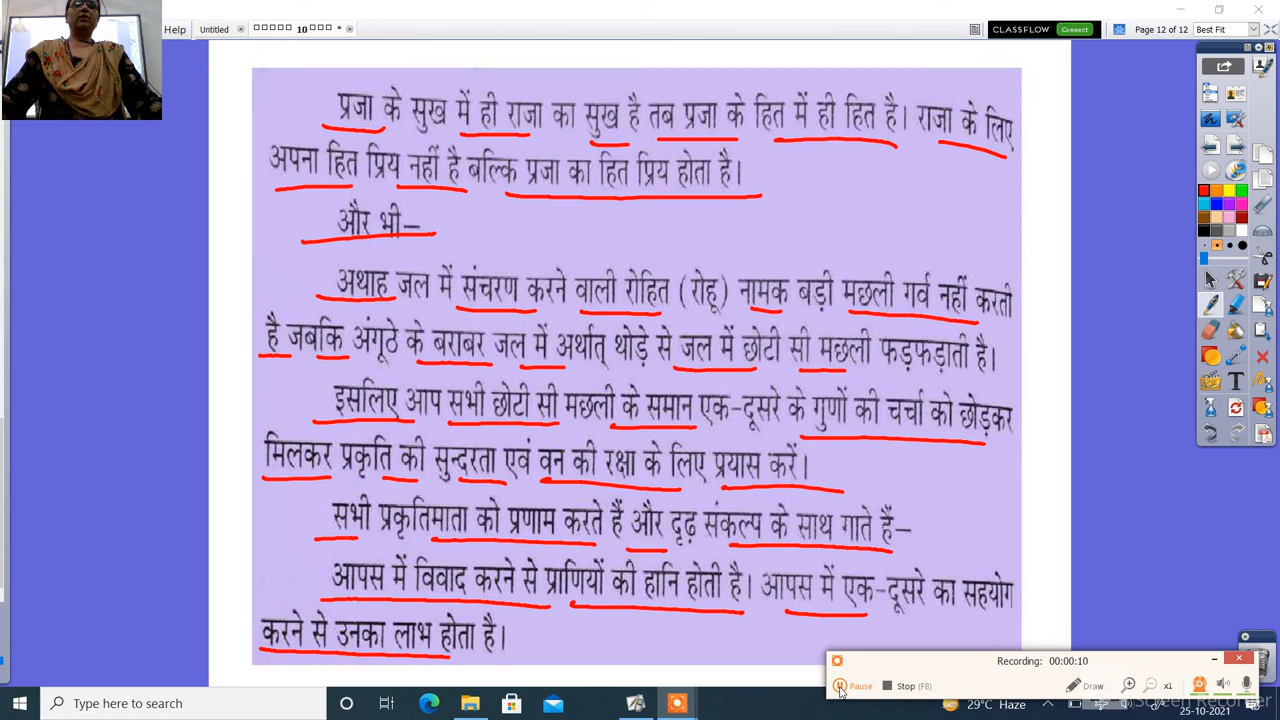 Help
Untitled
10
*
CLASSFLOW Connect
Page 12 of 12
Best Fit
प्रजा के सुख में ही राजा का सुख है तब प्रजा के हित में ही हित है। राजा के लिए
अपना हित प्रिय नहीं है बल्कि प्रजा का हित प्रिय होता है।
और भी–
अथाह जल में संचरण करने वाली रोहित (रोहू) नामक बड़ी मछली गर्व नहीं करती
है जबकि अंगूठे के बराबर जल में अर्थात् थोड़े से जल में छोटी सी मछली फड़फड़ाती है।
इसलिए आप सभी छोटी सी मछली के समान एक-दूसरे के गुणों की चर्चा को छोड़कर
मिलकर प्रकृति की सुन्दरता एवं वन की रक्षा के लिए प्रयास करें।
सभी प्रकृतिमाता को प्रणाम करते हैं और दृढ़ संकल्प के साथ गाते हैं–
आपस में विवाद करने से प्राणियों की हानि होती है। आपस में एक-दूसरे का सहयोग
करने से उनका लाभ होता है।
Recording: 00:00:10
Pause Stop (F8) Draw x1
Type here to search
29°C Haze
25-10-2021